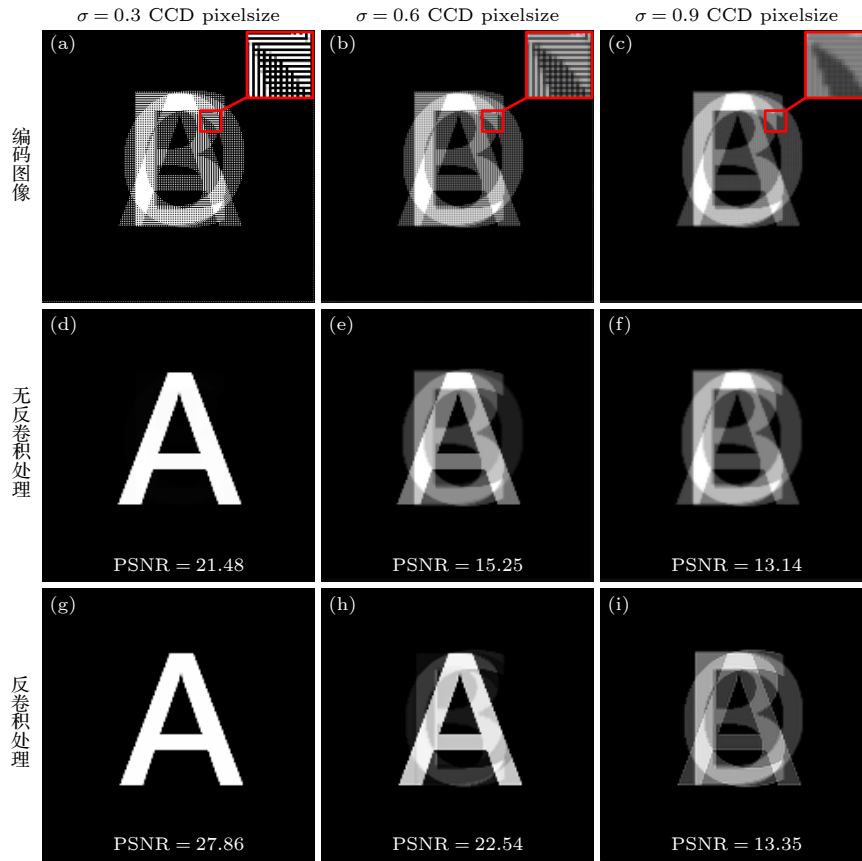 σ = 0.3 CCD pixelsize
σ = 0.6 CCD pixelsize
σ = 0.9 CCD pixelsize
编码图像
(a)
(b)
(c)
无反卷积处理
(d)
(e)
(f)
A
PSNR = 21.48
PSNR = 15.25
PSNR = 13.14
反卷积处理
(g)
(h)
(i)
A
PSNR = 27.86
PSNR = 22.54
PSNR = 13.35